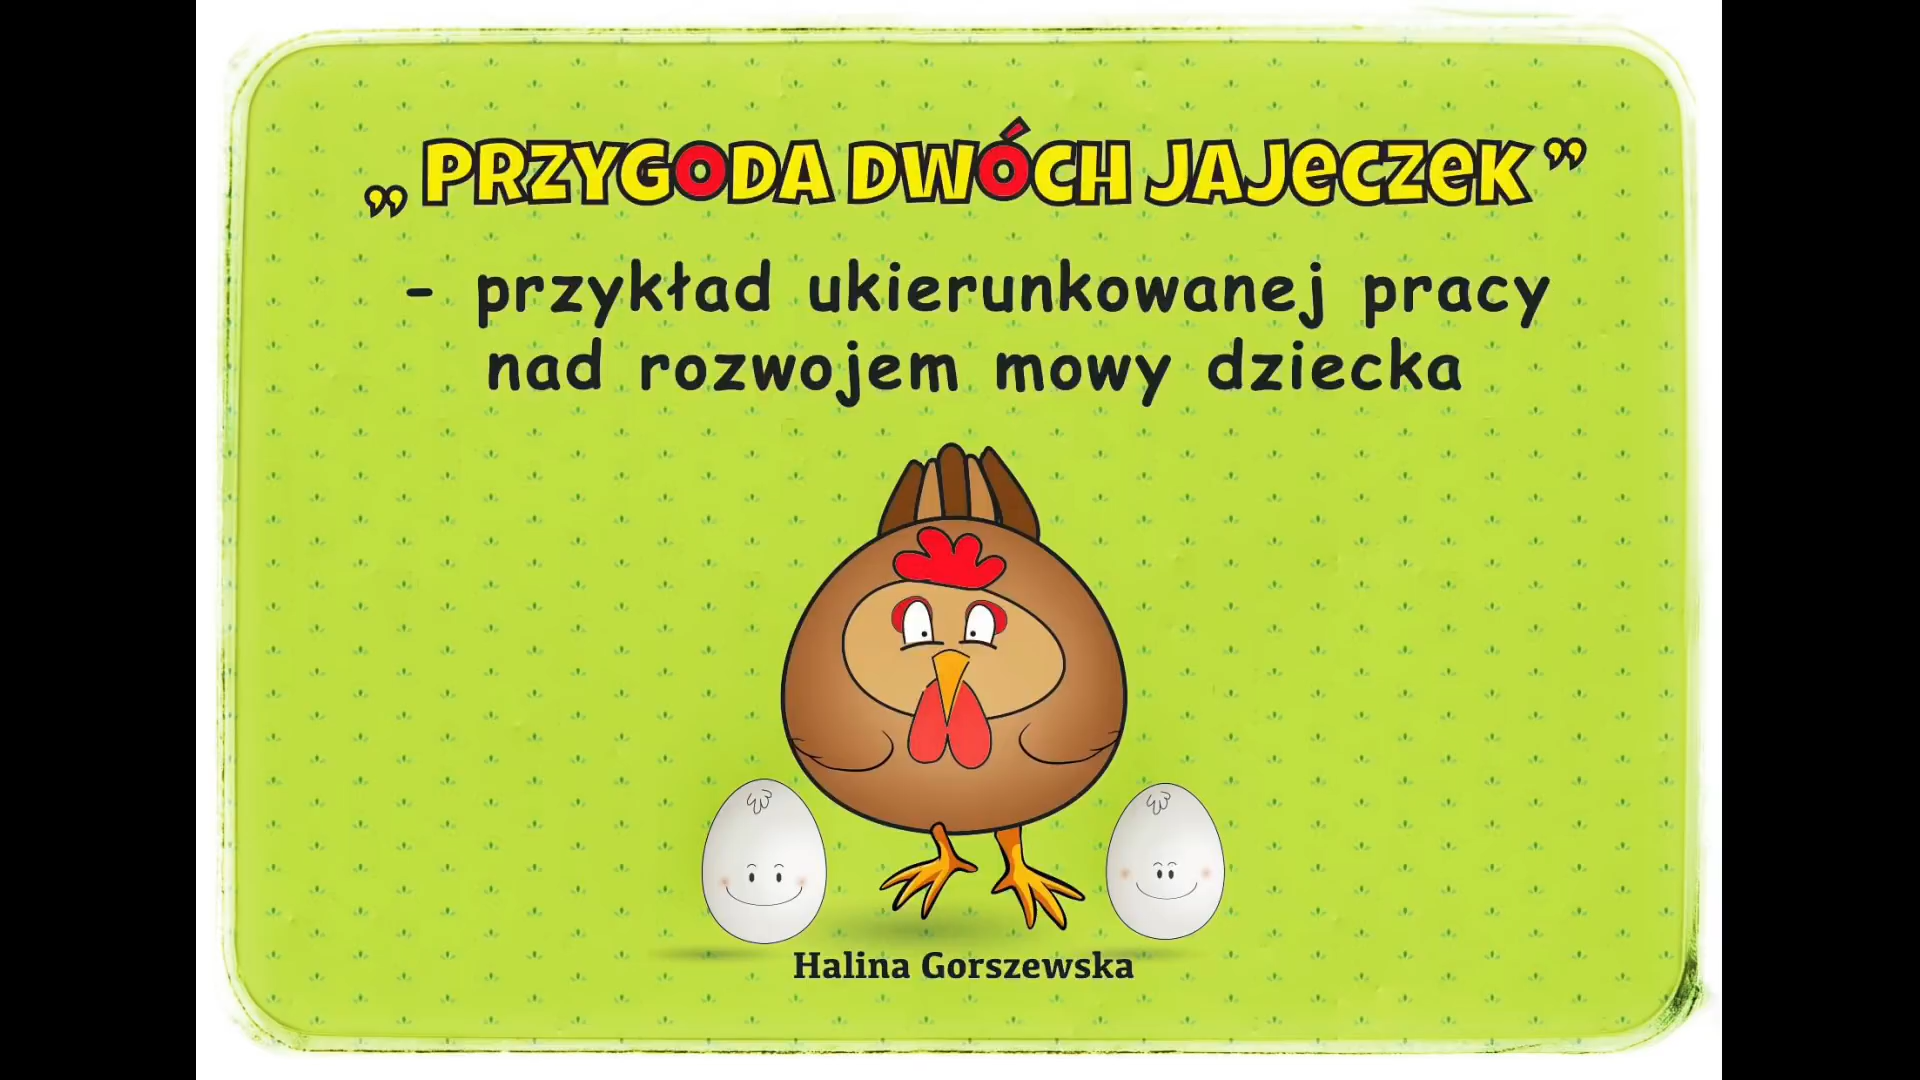 „PRZYGODA DWÓCH JAJeCZeK”
- przykład ukierunkowanej pracy
nad rozwojem mowy dziecka
Halina Gorszewska